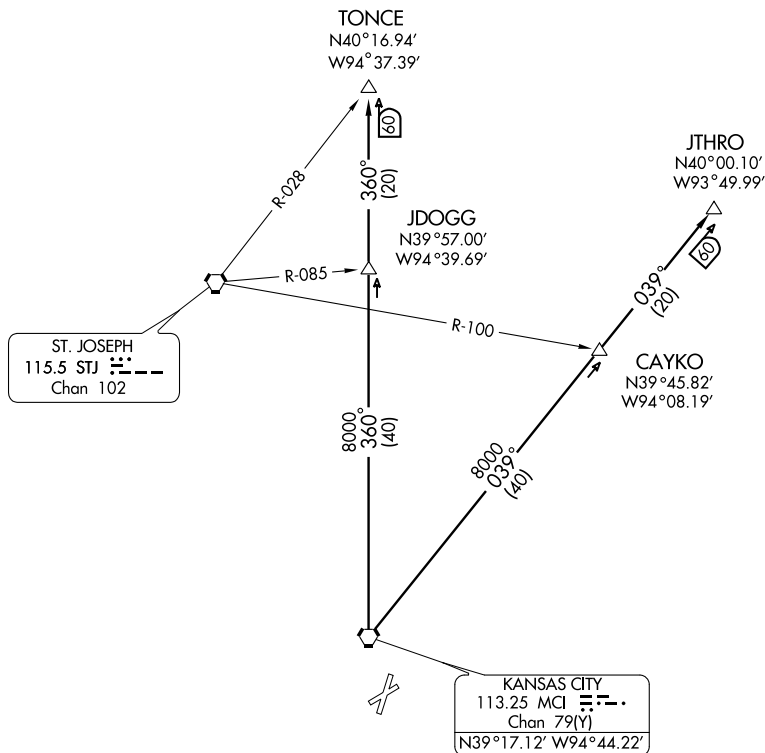 TONCE
N40°16.94'
W94°37.39'
60
R-028
360°
(20)
JTHRO
N40°00.10'
W93°49.99'
60
039°
(20)
JDOGG
N39°57.00'
W94°39.69'
R-085
R-100
ST. JOSEPH
115.5 STJ
Chan 102
CAYKO
N39°45.82'
W94°08.19'
8000
360°
(40)
8000
039°
(40)
KANSAS CITY
113.25 MCI
Chan 79(Y)
N39°17.12' W94°44.22'